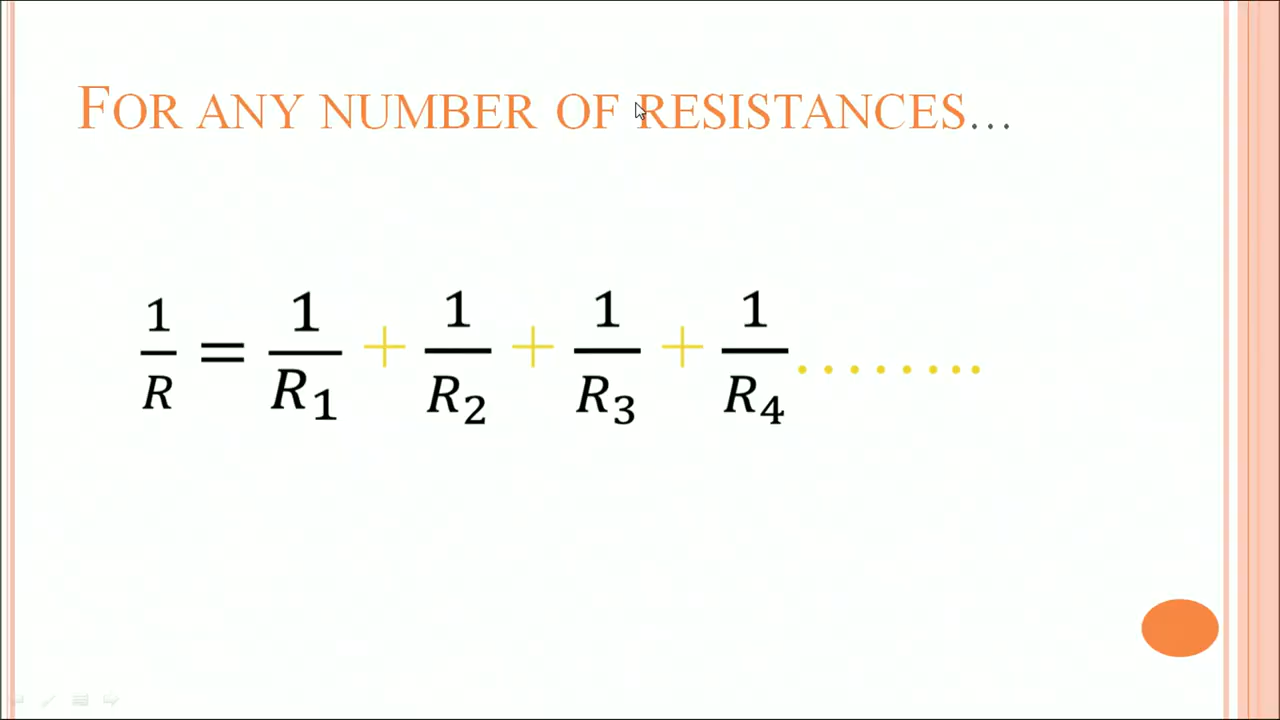 FOR ANY NUMBER OF RESISTANCES...
1/R = 1/R₁ + 1/R₂ + 1/R₃ + 1/R₄ ........